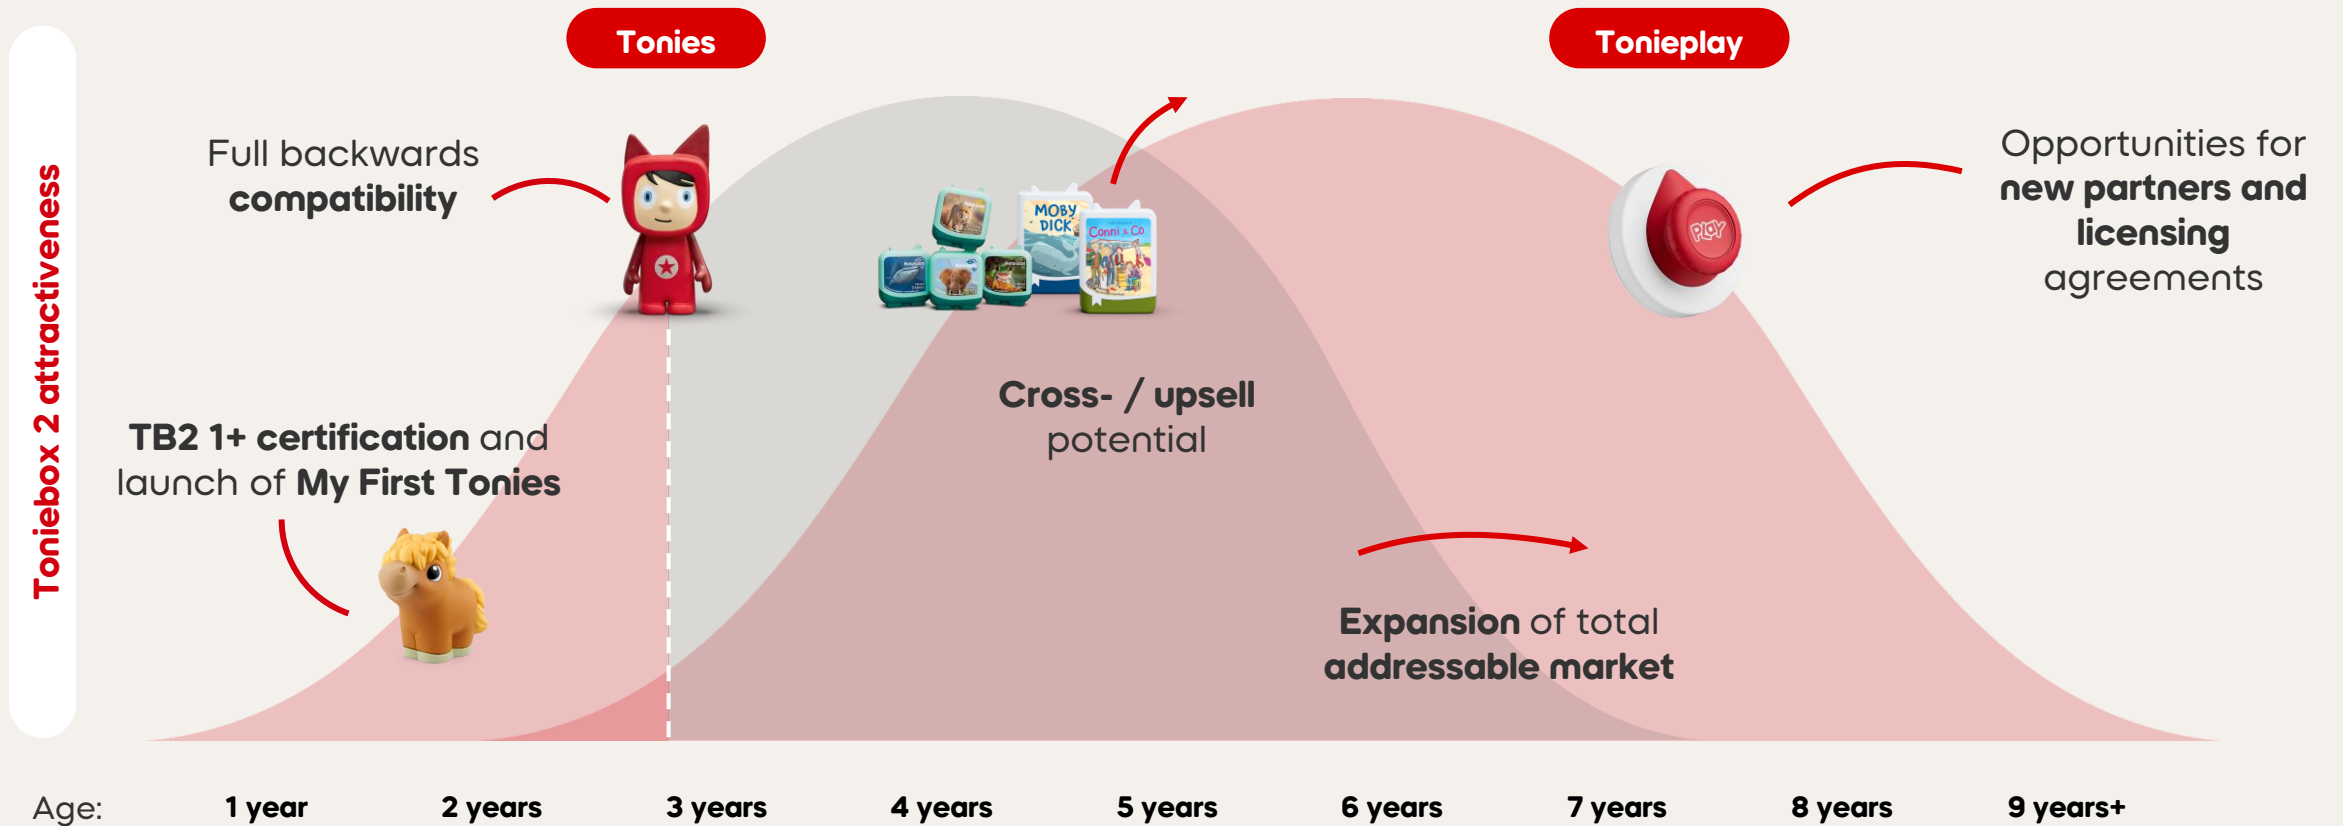 Tonies
Tonieplay
Toniebox 2 attractiveness
Full backwards
compatibility
Opportunities for
new partners and
licensing
agreements
MOBY
DICK
Conni & Co
PLAY
Cross- / upsell
potential
TB2 1+ certification and
launch of My First Tonies
Expansion of total
addressable market
Age:
1 year
2 years
3 years
4 years
5 years
6 years
7 years
8 years
9 years+